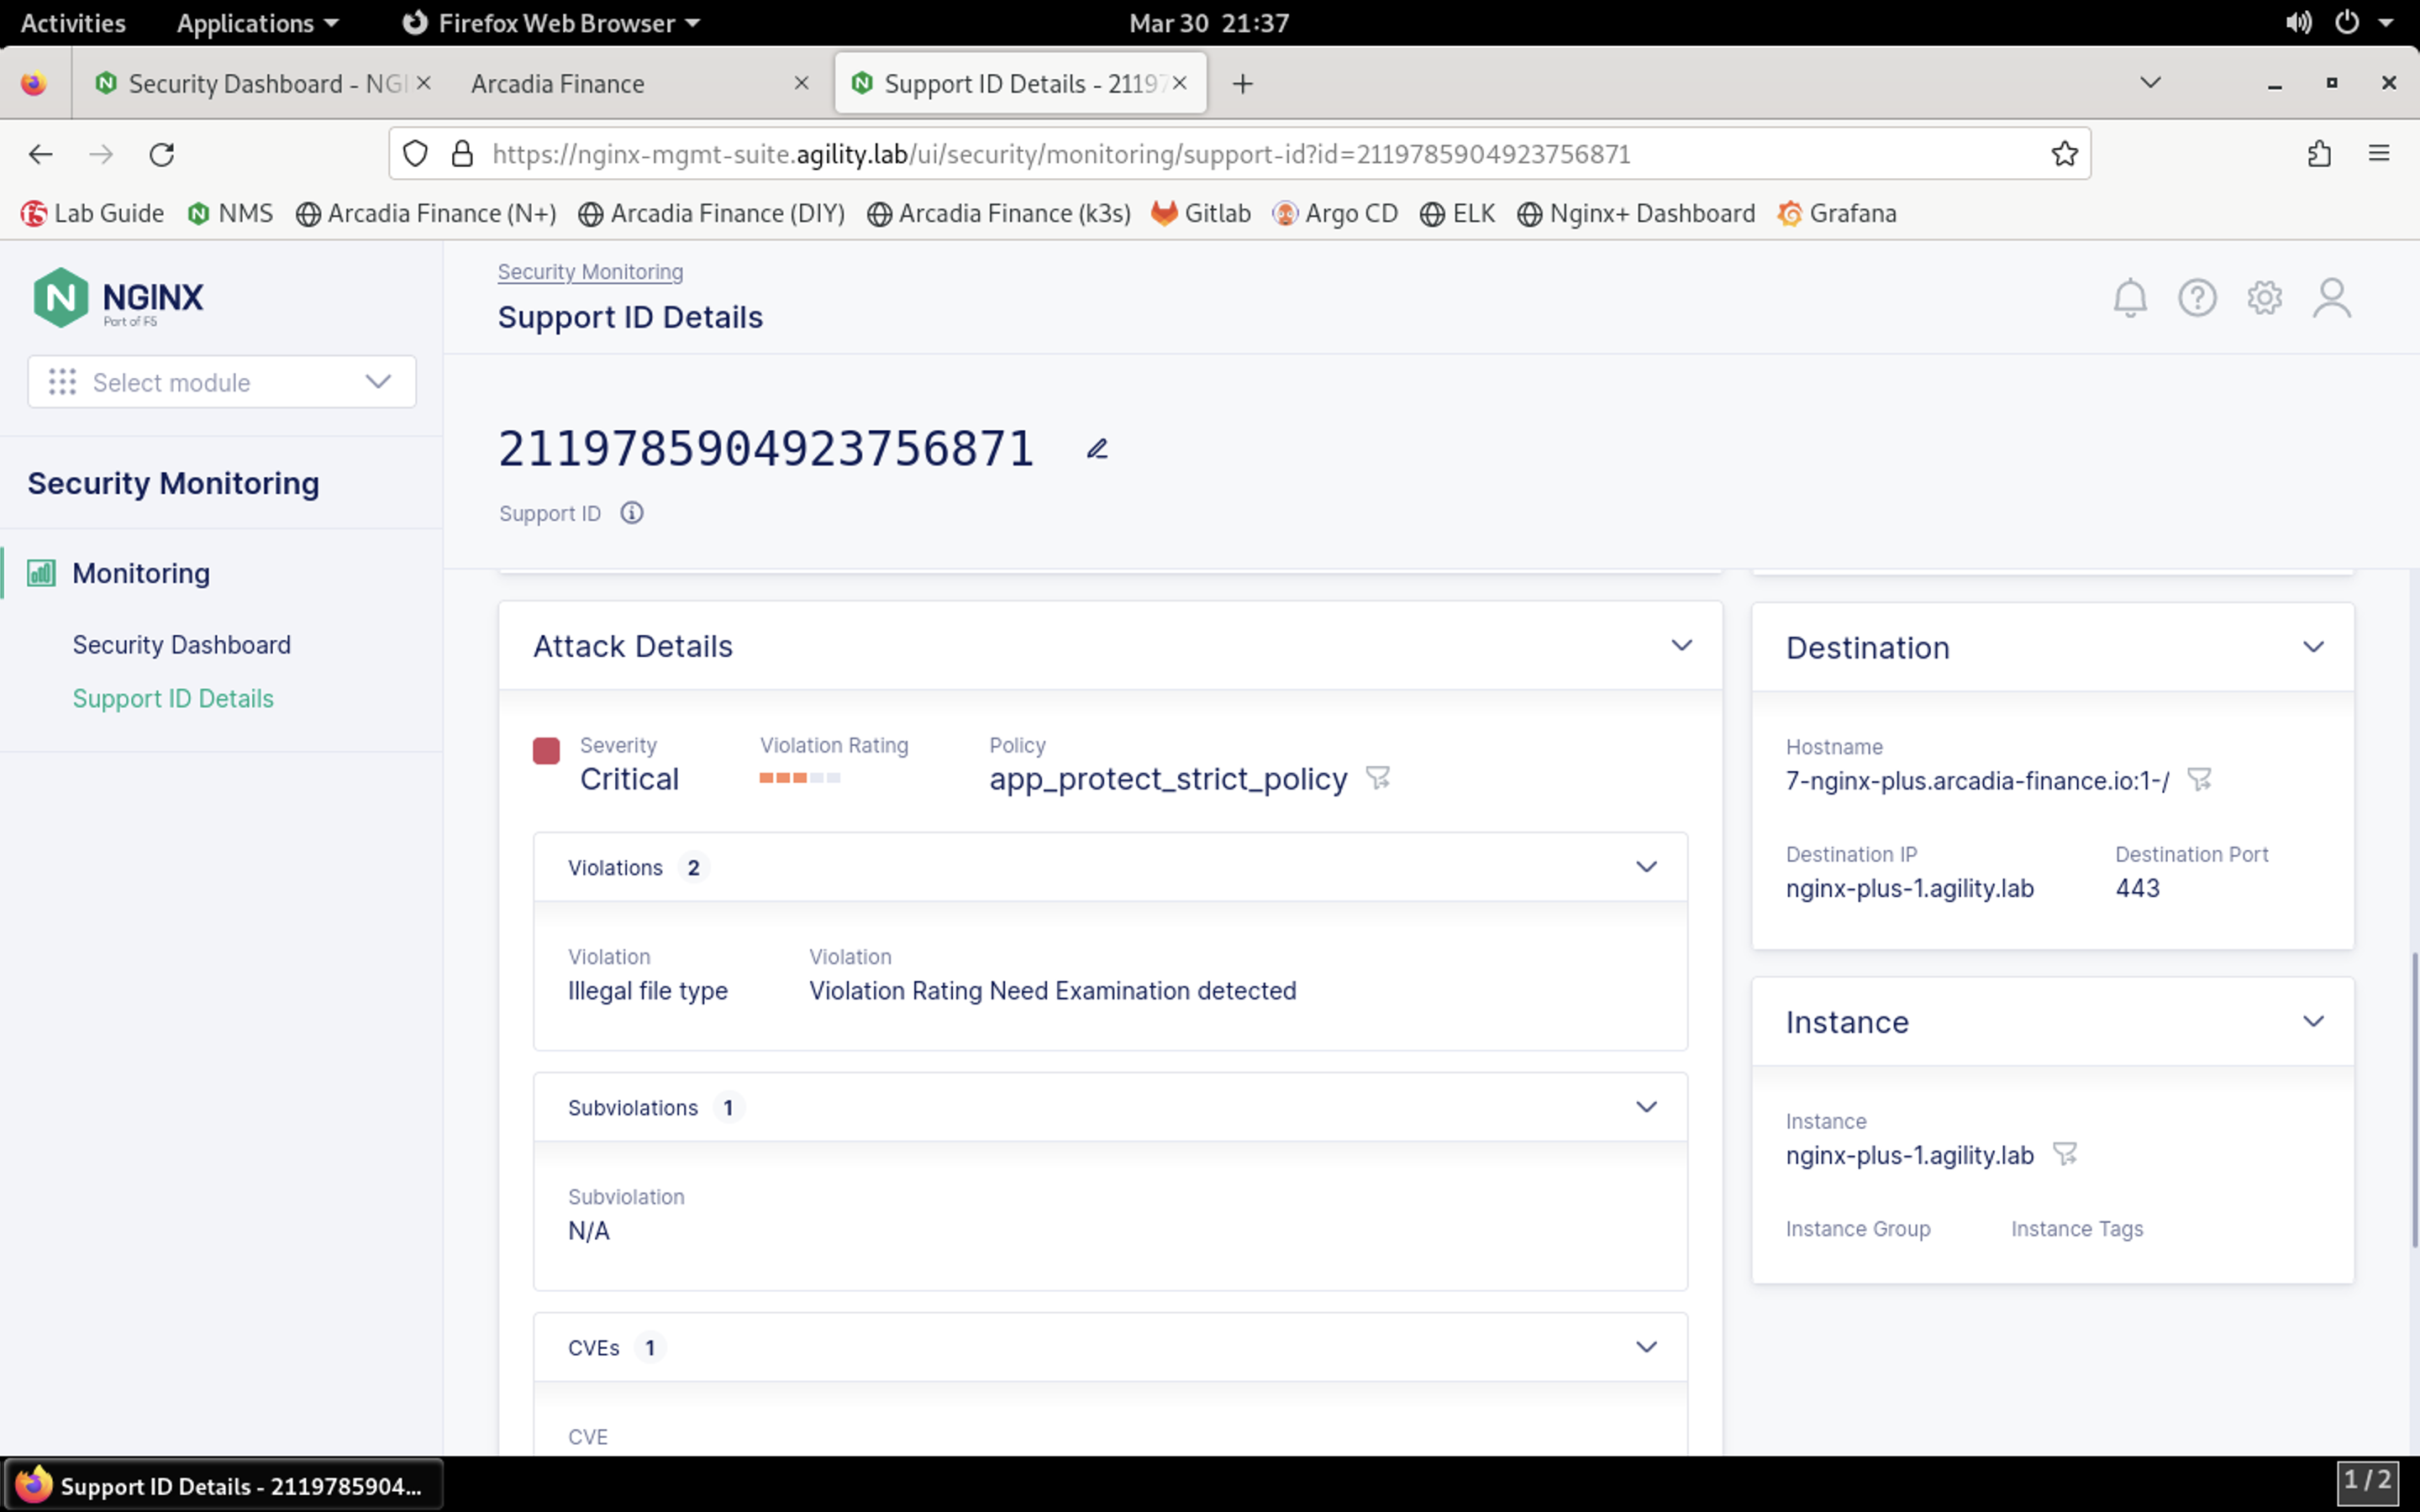 Activities Applications Firefox Web Browser Mar 30 21:37
Security Dashboard - NGI Arcadia Finance Support ID Details - 21197
https://nginx-mgmt-suite.agility.lab/ui/security/monitoring/support-id?id=2119785904923756871
Lab Guide NMS Arcadia Finance (N+) Arcadia Finance (DIY) Arcadia Finance (k3s) Gitlab Argo CD ELK Nginx+ Dashboard Grafana
NGINX
Part of F5
Select module
Security Monitoring
Monitoring
Security Dashboard
Support ID Details
Security Monitoring
Support ID Details
2119785904923756871
Support ID
Attack Details
Severity Violation Rating Policy
Critical app_protect_strict_policy
Violations 2
Violation Violation
Illegal file type Violation Rating Need Examination detected
Subviolations 1
Subviolation
N/A
CVEs 1
CVE
Destination
Hostname
7-nginx-plus.arcadia-finance.io:1-/
Destination IP Destination Port
nginx-plus-1.agility.lab 443
Instance
Instance
nginx-plus-1.agility.lab
Instance Group Instance Tags
Support ID Details - 2119785904...
1 / 2